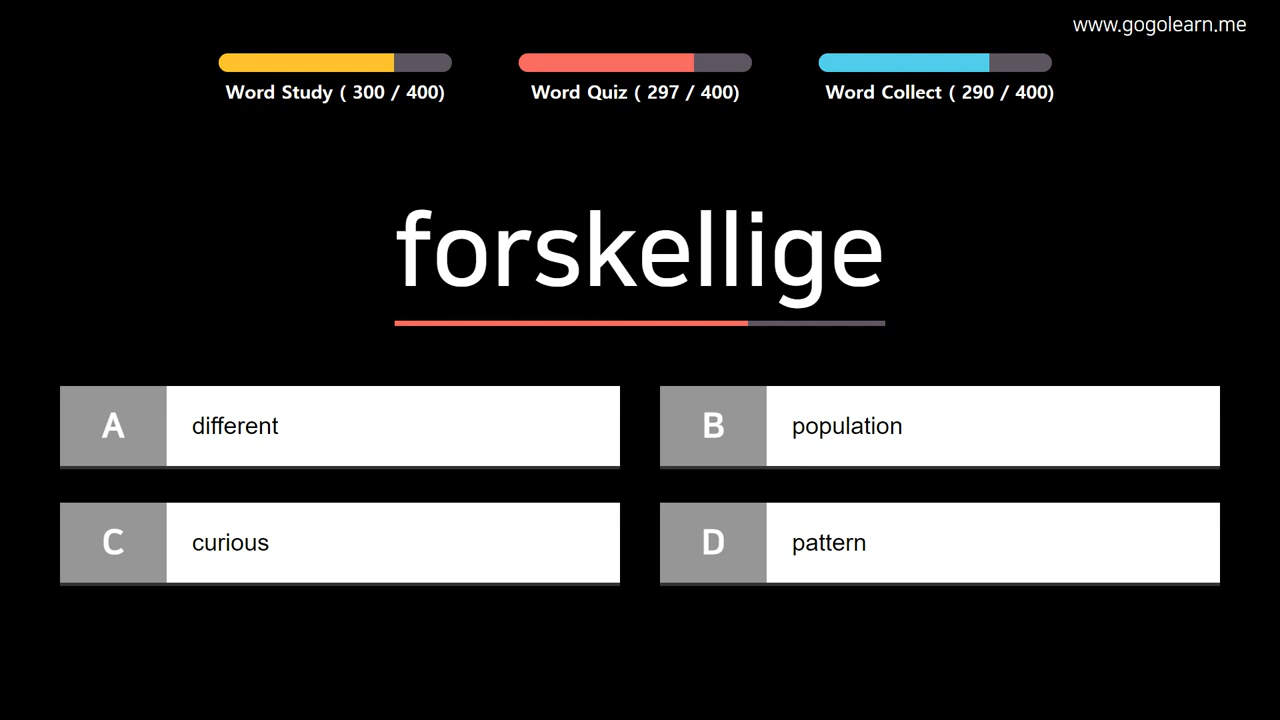 www.gogolearn.me
Word Study ( 300 / 400)
Word Quiz ( 297 / 400)
Word Collect ( 290 / 400)
forskellige
A different
B population
C curious
D pattern